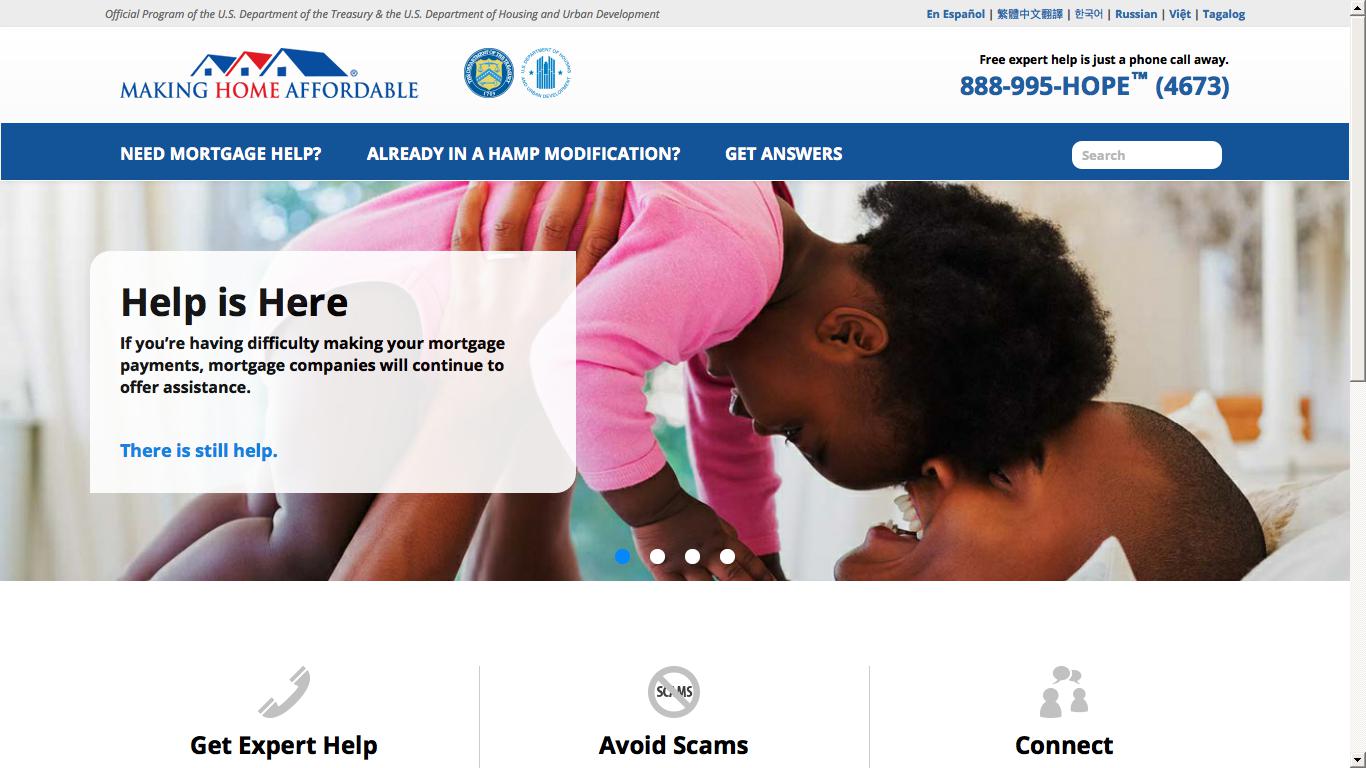 Official Program of the U.S. Department of the Treasury & the U.S. Department of Housing and Urban Development
En Español | 繁體中文翻譯 | 한국어 | Russian | Việt | Tagalog
MAKING HOME AFFORDABLE®
THE DEPARTMENT OF THE TREASURY
1789
U.S. DEPARTMENT OF HOUSING
AND URBAN DEVELOPMENT
Free expert help is just a phone call away.
888-995-HOPE™ (4673)
NEED MORTGAGE HELP?
ALREADY IN A HAMP MODIFICATION?
GET ANSWERS
Search
Help is Here
If you’re having difficulty making your mortgage
payments, mortgage companies will continue to
offer assistance.
There is still help.
SCAMS
Get Expert Help
Avoid Scams
Connect